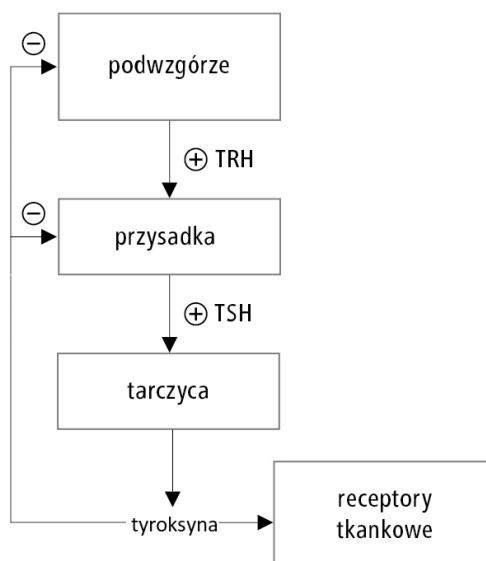 ⊖
podwzgórze
⊕ TRH
⊖
przysadka
⊕ TSH
tarczyca
tyroksyna
receptory
tkankowe